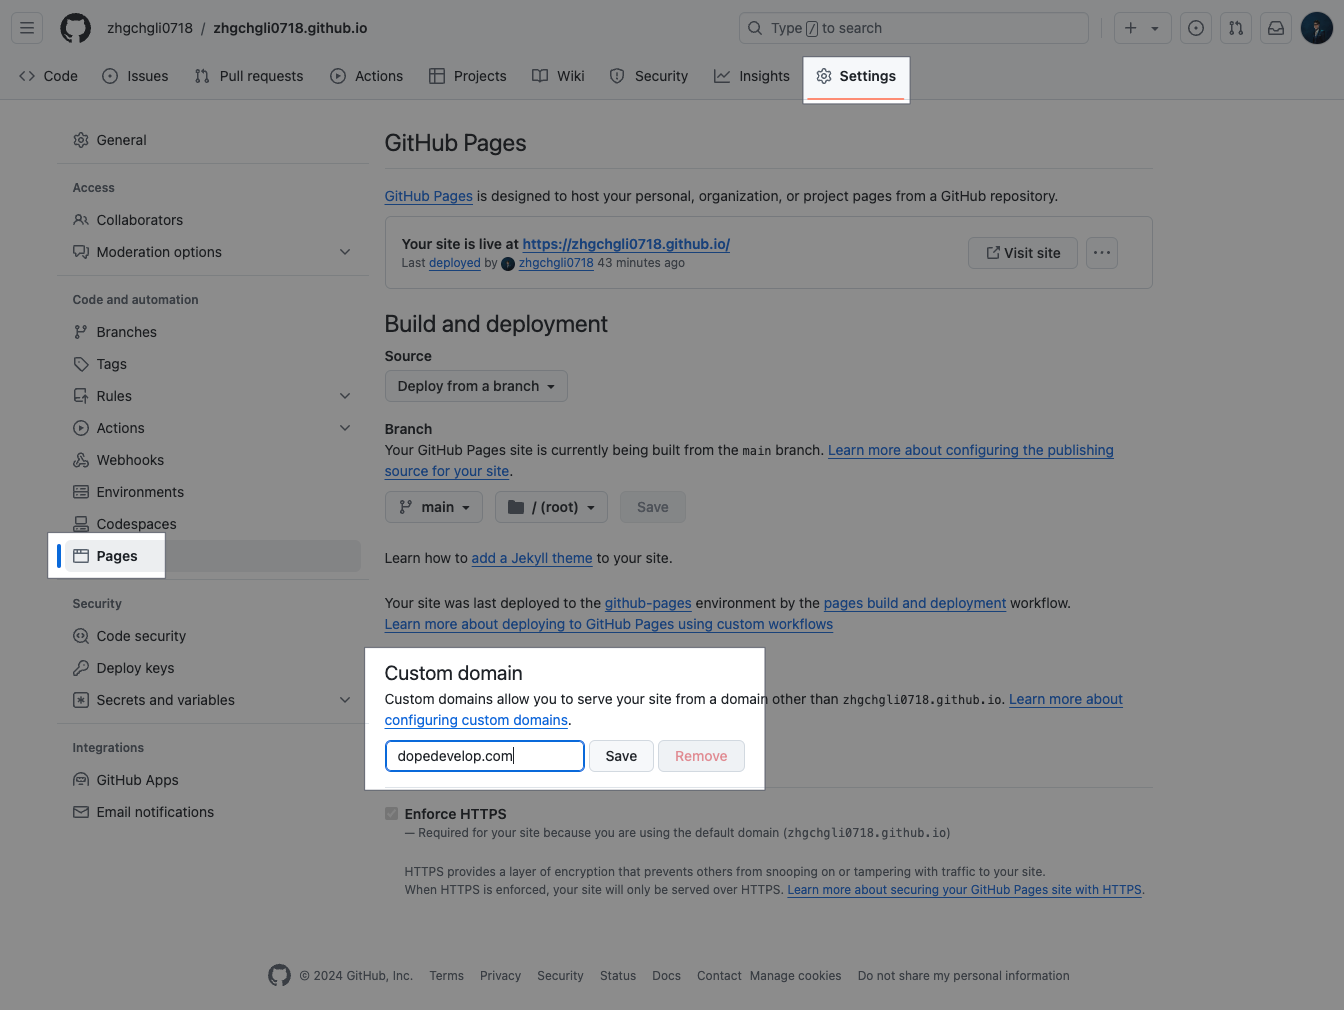 zhgchgli0718 / zhgchgli0718.github.io
Type / to search
Code Issues Pull requests Actions Projects Wiki Security Insights Settings
General
Access
Collaborators
Moderation options
Code and automation
Branches
Tags
Rules
Actions
Webhooks
Environments
Codespaces
Pages
Security
Code security
Deploy keys
Secrets and variables
Integrations
GitHub Apps
Email notifications
GitHub Pages
GitHub Pages is designed to host your personal, organization, or project pages from a GitHub repository.
Your site is live at https://zhgchgli0718.github.io/
Last deployed by zhgchgli0718 43 minutes ago
Visit site
Build and deployment
Source
Deploy from a branch
Branch
Your GitHub Pages site is currently being built from the main branch. Learn more about configuring the publishing
source for your site.
main / (root) Save
Learn how to add a Jekyll theme to your site.
Your site was last deployed to the github-pages environment by the pages build and deployment workflow.
Learn more about deploying to GitHub Pages using custom workflows
Custom domain
Custom domains allow you to serve your site from a domain other than zhgchgli0718.github.io. Learn more about
configuring custom domains.
dopedevelop.com Save Remove
Enforce HTTPS
— Required for your site because you are using the default domain (zhgchgli0718.github.io)
HTTPS provides a layer of encryption that prevents others from snooping on or tampering with traffic to your site.
When HTTPS is enforced, your site will only be served over HTTPS. Learn more about securing your GitHub Pages site with HTTPS.
© 2024 GitHub, Inc. Terms Privacy Security Status Docs Contact Manage cookies Do not share my personal information